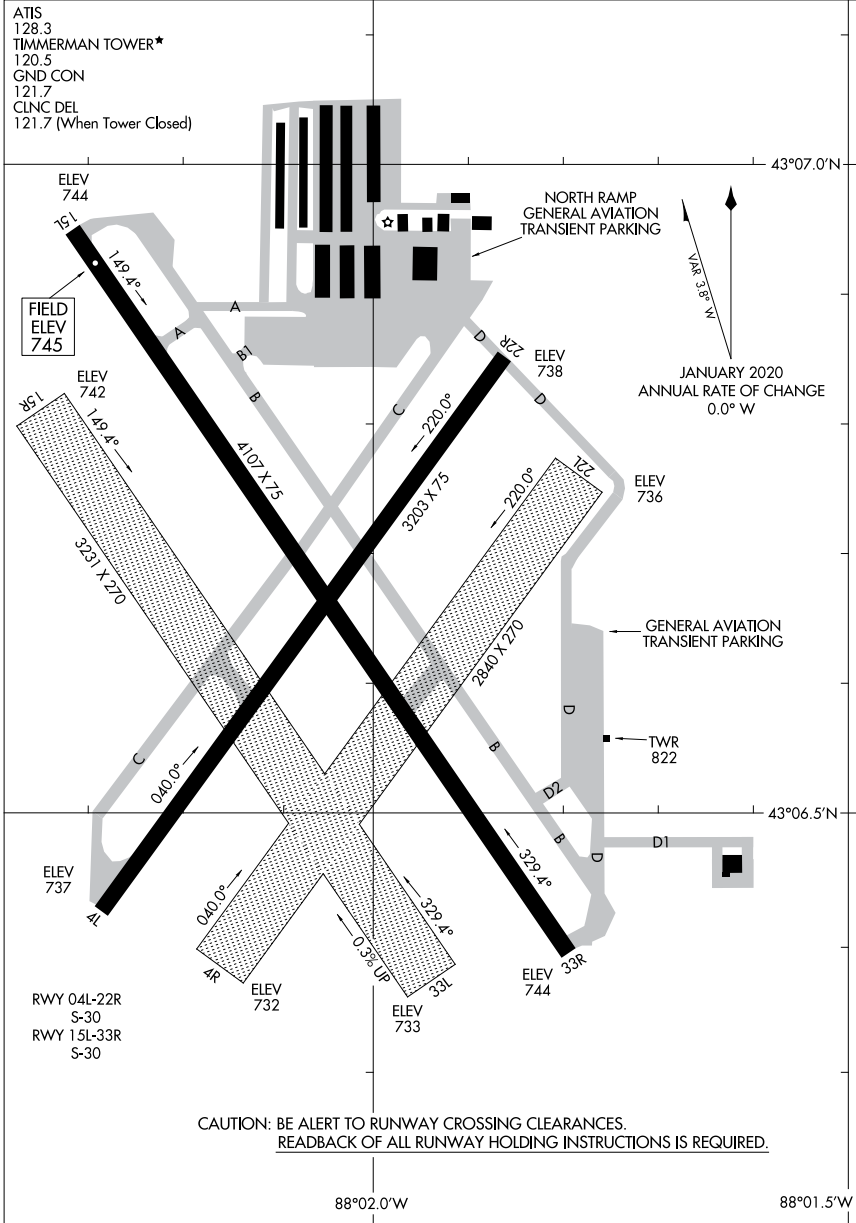 ATIS
128.3
TIMMERMAN TOWER★
120.5
GND CON
121.7
CLNC DEL
121.7 (When Tower Closed)
43°07.0'N
ELEV
744
15L
149.4°
NORTH RAMP
GENERAL AVIATION
TRANSIENT PARKING
VAR 3.8° W
FIELD
ELEV
745
A
A
B1
B
D
22R
ELEV
738
D
JANUARY 2020
ANNUAL RATE OF CHANGE
0.0° W
ELEV
742
15R
149.4°
C
220.0°
4107 X 75
3203 X 75
22L
220.0°
ELEV
736
3231 X 270
2840 X 270
GENERAL AVIATION
TRANSIENT PARKING
D
TWR
822
B
C
040.0°
D2
43°06.5'N
B
D
D1
ELEV
737
4L
329.4°
040.0°
329.4°
0.3% UP
4R
ELEV
732
33L
ELEV
733
33R
ELEV
744
RWY 04L-22R
S-30
RWY 15L-33R
S-30
CAUTION: BE ALERT TO RUNWAY CROSSING CLEARANCES.
READBACK OF ALL RUNWAY HOLDING INSTRUCTIONS IS REQUIRED.
88°02.0'W
88°01.5'W